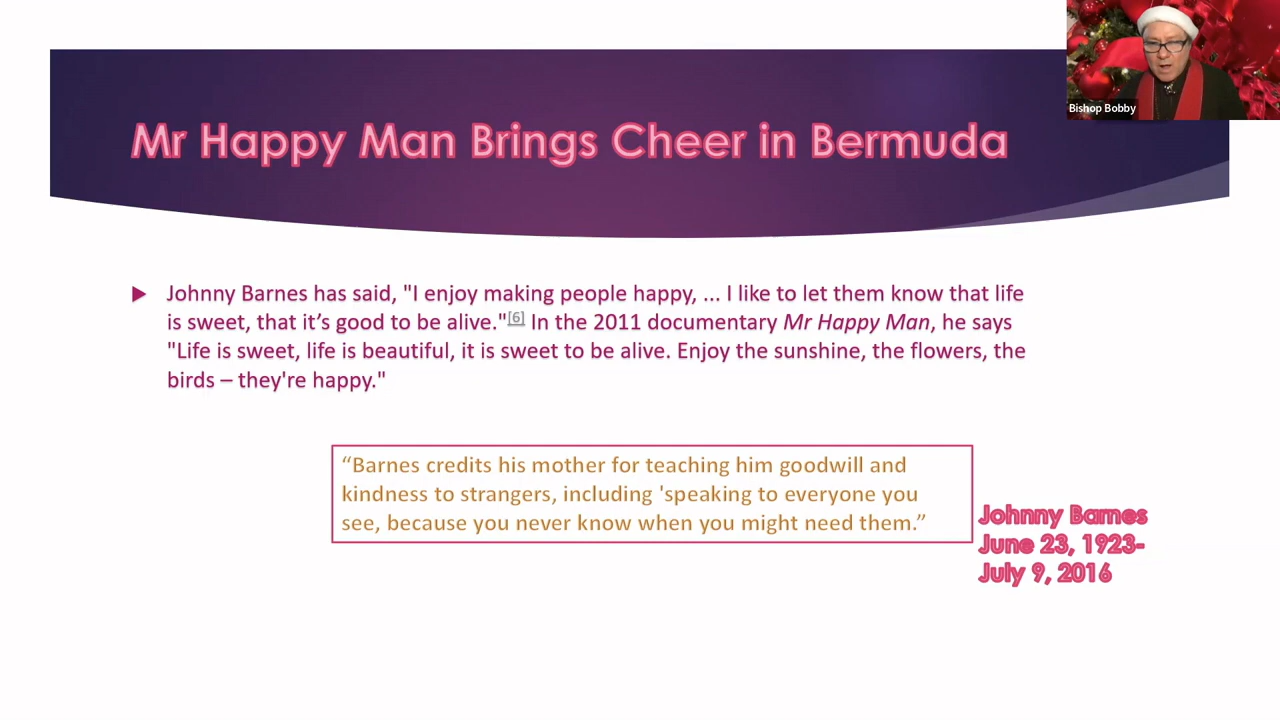 Mr Happy Man Brings Cheer in Bermuda
Bishop Bobby
Johnny Barnes has said, "I enjoy making people happy, ... I like to let them know that life
is sweet, that it’s good to be alive."[6] In the 2011 documentary Mr Happy Man, he says
"Life is sweet, life is beautiful, it is sweet to be alive. Enjoy the sunshine, the flowers, the
birds – they're happy."
“Barnes credits his mother for teaching him goodwill and
kindness to strangers, including 'speaking to everyone you
see, because you never know when you might need them.”
Johnny Barnes
June 23, 1923-
July 9, 2016